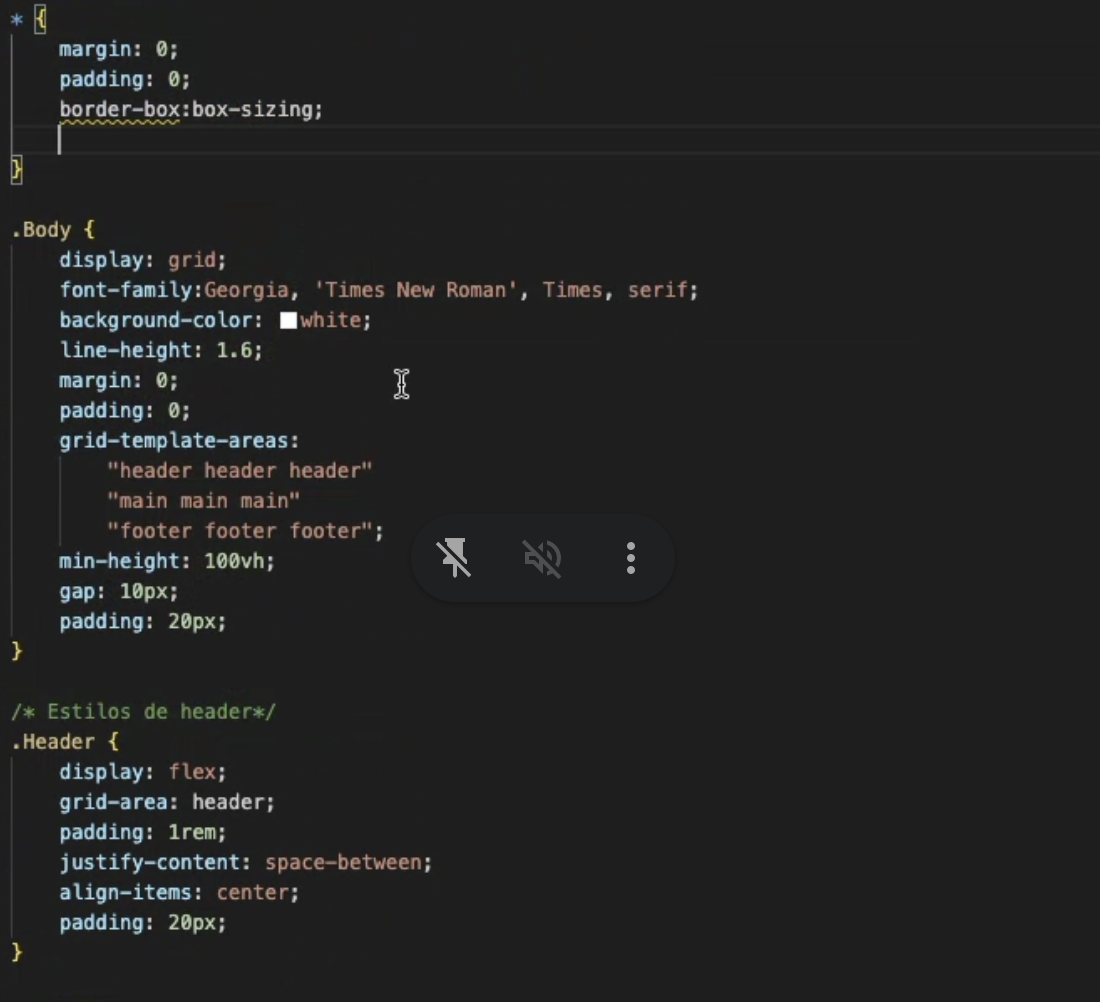 * {
margin: 0;
padding: 0;
border-box:box-sizing;
}
.Body {
display: grid;
font-family:Georgia, 'Times New Roman', Times, serif;
background-color: white;
line-height: 1.6;
margin: 0;
padding: 0;
grid-template-areas:
"header header header"
"main main main"
"footer footer footer";
min-height: 100vh;
gap: 10px;
padding: 20px;
}
/* Estilos de header*/
.Header {
display: flex;
grid-area: header;
padding: 1rem;
justify-content: space-between;
align-items: center;
padding: 20px;
}